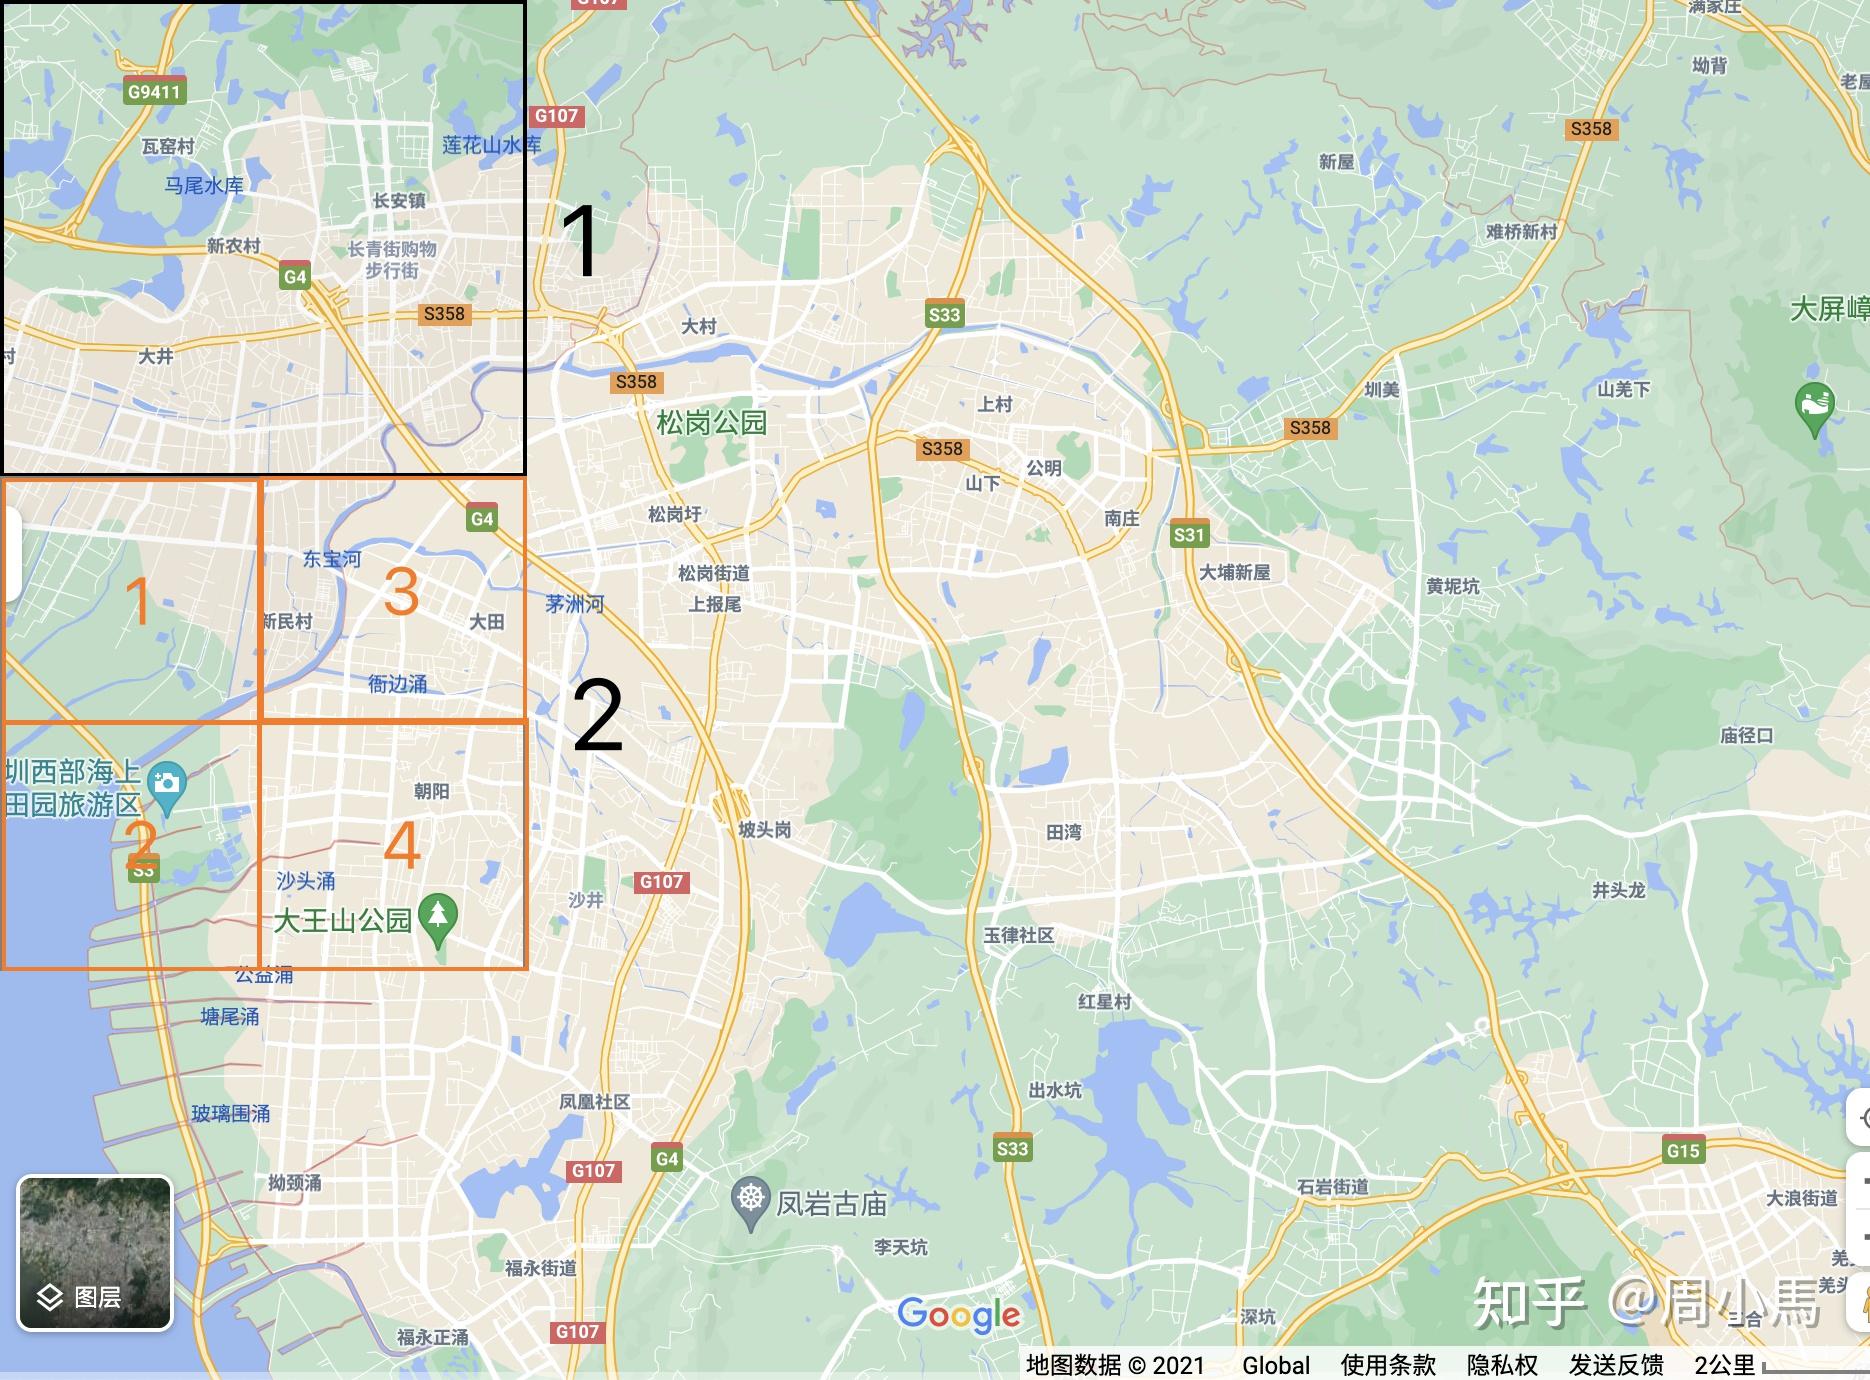 G107
满家庄
坳背
老屋
G9411
G107
S358
瓦窑村
莲花山水库
新屋
马尾水库
长安镇
1
难桥新村
新农村
长青街购物
步行街
G4
大屏嶂
S358
S33
大村
村
大井
S358
圳美
山羌下
松岗公园
上村
S358
S358
公明
山下
G4
松岗圩
南庄
S31
东宝河
1
3
松岗街道
大埔新屋
黄坭坑
茅洲河
上报尾
新民村
大田
衙边涌
2
庙径口
圳西部海上
田园旅游区
朝阳
2
4
坡头岗
田湾
S3
沙头涌
G107
井头龙
沙井
大王山公园
玉律社区
公益涌
红星村
塘尾涌
出水坑
凤凰社区
玻璃围涌
S33
G15
G4
G107
拗颈涌
石岩街道
大浪街道
凤岩古庙
李天坑
福永街道
图层
羌头
知乎 @周小馬
Google
深坑
三合
G107
福永正涌
地图数据 © 2021 Global 使用条款 隐私权 发送反馈 2公里